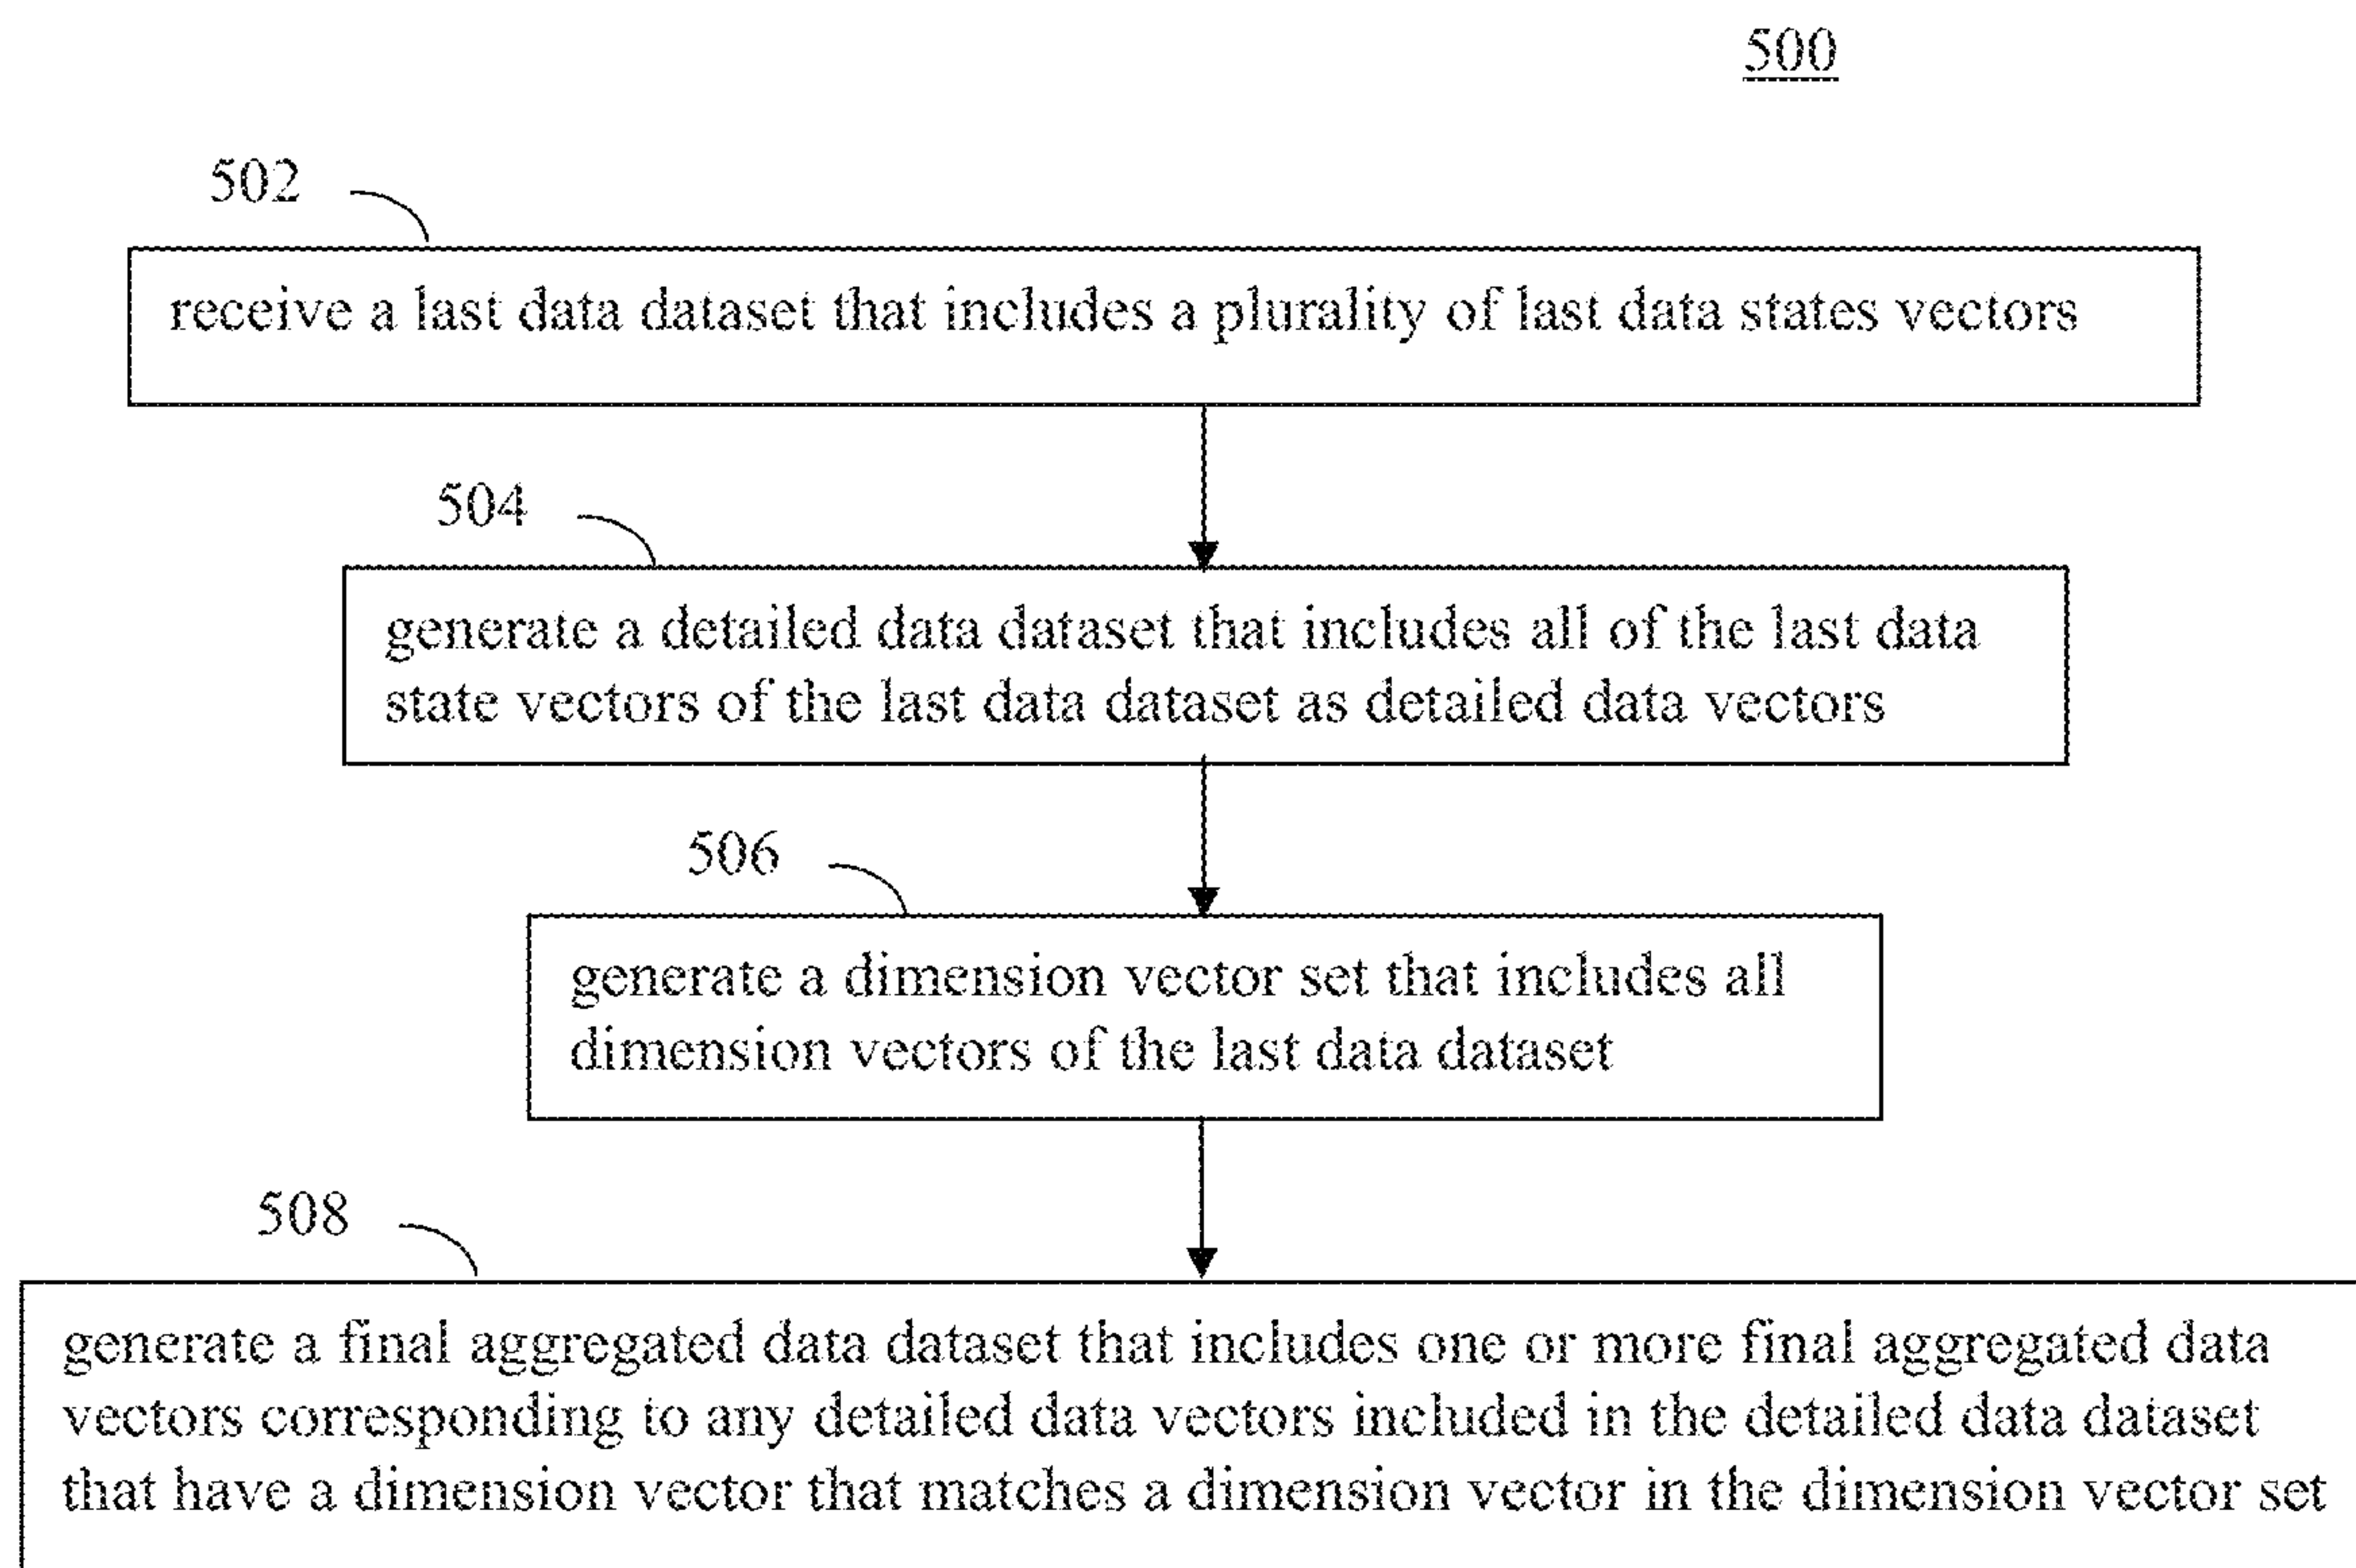 500
502
receive a last data dataset that includes a plurality of last data states vectors
504
generate a detailed data dataset that includes all of the last data
state vectors of the last data dataset as detailed data vectors
506
generate a dimension vector set that includes all
dimension vectors of the last data dataset
508
generate a final aggregated data dataset that includes one or more final aggregated data
vectors corresponding to any detailed data vectors included in the detailed data dataset
that have a dimension vector that matches a dimension vector in the dimension vector set